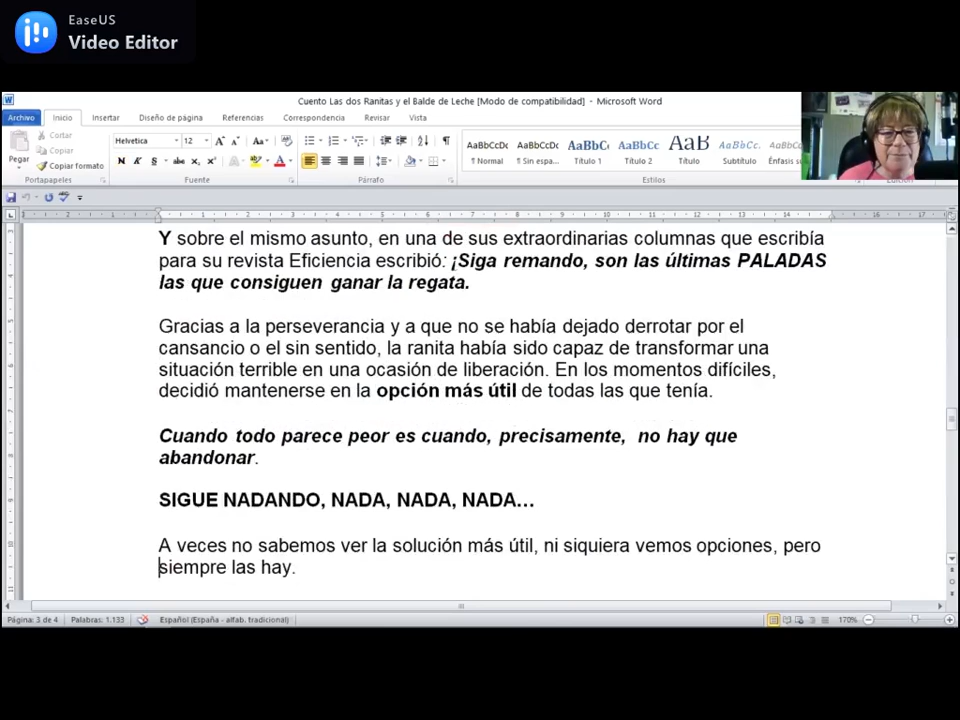 EaseUS
Video Editor
Cuento Las dos Ranitas y el Balde de Leche [Modo de compatibilidad] - Microsoft Word
Archivo Inicio Insertar Diseño de página Referencias Correspondencia Revisar Vista
Pegar
Cortar
Copiar
Copiar formato
Portapapeles
Helvetica 12
N K S abc x₂ x² A
Fuente
Párrafo
AaBbCcDc AaBbCcDc AaBbC AaBbCc AaB AaBbCc. AaBbCcDc
¶ Normal ¶ Sin espa... Título 1 Título 2 Título Subtítulo Énfasis su
Estilos
Y sobre el mismo asunto, en una de sus extraordinarias columnas que escribía
para su revista Eficiencia escribió: ¡Siga remando, son las últimas PALADAS
las que consiguen ganar la regata.
Gracias a la perseverancia y a que no se había dejado derrotar por el
cansancio o el sin sentido, la ranita había sido capaz de transformar una
situación terrible en una ocasión de liberación. En los momentos difíciles,
decidió mantenerse en la opción más útil de todas las que tenía.
Cuando todo parece peor es cuando, precisamente, no hay que
abandonar.
SIGUE NADANDO, NADA, NADA, NADA…
A veces no sabemos ver la solución más útil, ni siquiera vemos opciones, pero
siempre las hay.
Página: 3 de 4 Palabras: 1.133 Español (España - alfab. tradicional) 170%